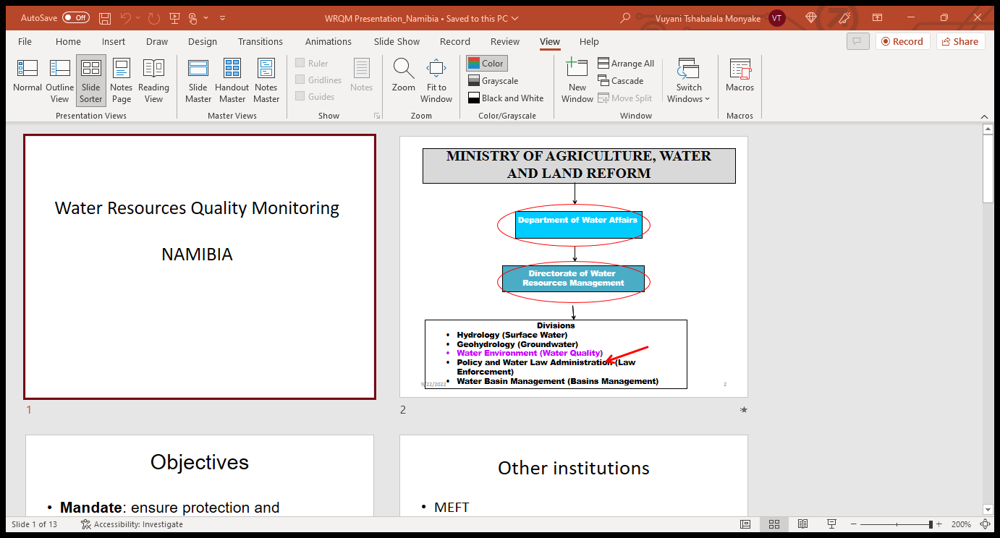 AutoSave Off WRQM Presentation_Namibia • Saved to this PC Vuyani Tshabalala Monyake VT
File Home Insert Draw Design Transitions Animations Slide Show Record Review View Help Record Share
Normal Outline View Slide Sorter Notes Page Reading View
Presentation Views
Slide Master Handout Master Notes Master
Master Views
Ruler
Gridlines
Guides
Notes
Show
Zoom Fit to Window
Zoom
Color
Grayscale
Black and White
Color/Grayscale
New Window
Arrange All
Cascade
Move Split
Switch Windows
Window
Macros
Macros
Water Resources Quality Monitoring
NAMIBIA
1
MINISTRY OF AGRICULTURE, WATER
AND LAND REFORM
Department of Water Affairs
Directorate of Water
Resources Management
Divisions
• Hydrology (Surface Water)
• Geohydrology (Groundwater)
• Water Environment (Water Quality)
• Policy and Water Law Administration (Law
Enforcement)
• Water Basin Management (Basins Management)
9/22/2022 2
2
Objectives
• Mandate: ensure protection and
Other institutions
• MEFT
Slide 1 of 13 Accessibility: Investigate 200%